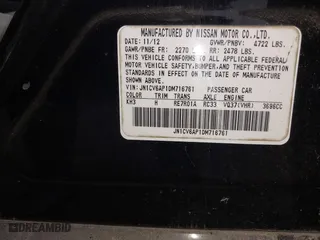 MANUFACTURED BY NISSAN MOTOR CO.,LTD.
DATE: 11/12 GVWR/PNBV: 4722 LBS.
GAWR/PNBE FR: 2270 LBS RR: 2478 LBS.
THIS VEHICLE CONFORMS TO ALL APPLICABLE FEDERAL
MOTOR VEHICLE SAFETY,BUMPER,AND THEFT PREVENTION
STANDARDS IN EFFECT ON THE DATE OF MANUFACTURE
SHOWN ABOVE.
VIN: JN1CV6AP1DM716761 PASSENGER CAR
COLOR TRIM TRANS AXLE ENGINE
KH3 H RE7R01A RC33 VQ37(VHR) 3696CC
JN1CV6AP1DM716761
DREAMBID